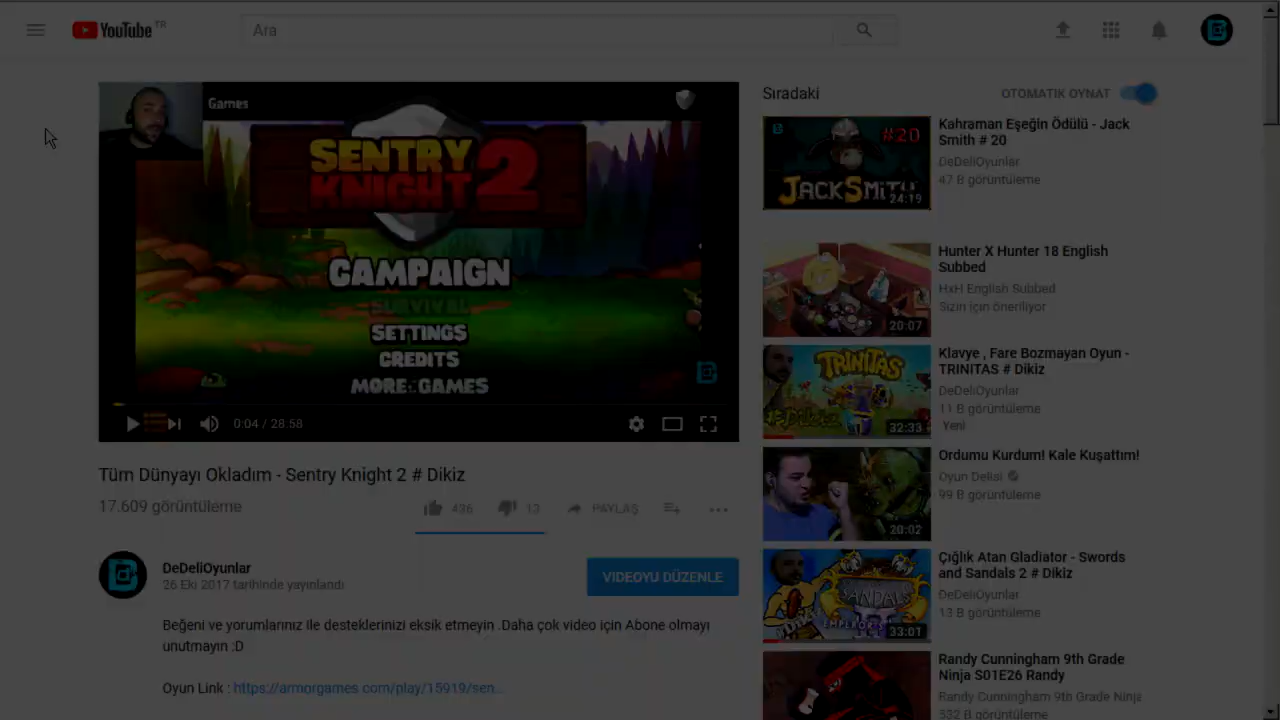 YouTube TR
Ara
Games
SENTRY
KNIGHT 2
CAMPAIGN
SURVIVAL
SETTINGS
CREDITS
MORE GAMES
0:04 / 28:58
Tüm Dünyayı Okladım - Sentry Knight 2 # Dikiz
17.609 görüntüleme
436
12
PAYLAŞ
DeDeliOyunlar
26 Eki 2017 tarihinde yayınlandı
VIDEOYU DÜZENLE
Beğeni ve yorumlarınız ile desteklerinizi eksik etmeyin .Daha çok video için Abone olmayı
unutmayın :D
Oyun Link : https://armorgames.com/play/15919/sen...
Sıradaki
OTOMATIK OYNAT
#20
JACKSMITH
24:19
Kahraman Eşeğin Ödülü - Jack
Smith # 20
DeDeliOyunlar
47 B görüntüleme
20:07
Hunter X Hunter 18 English
Subbed
HxH English Subbed
Sizin için öneriliyor
TRINITAS
#Dikiz
32:33
Klavye , Fare Bozmayan Oyun -
TRINITAS # Dikiz
DeDeliOyunlar
11 B görüntüleme
Yeni
20:02
Ordumu Kurdum! Kale Kuşattım!
Oyun Delisi
99 B görüntüleme
SANDALS
33:01
Çığlık Atan Gladiator - Swords
and Sandals 2 # Dikiz
DeDeliOyunlar
13 B görüntüleme
Randy Cunningham 9th Grade
Ninja S01E26 Randy
Randy Cunningham 9th Grade Ninja
532 B görüntüleme